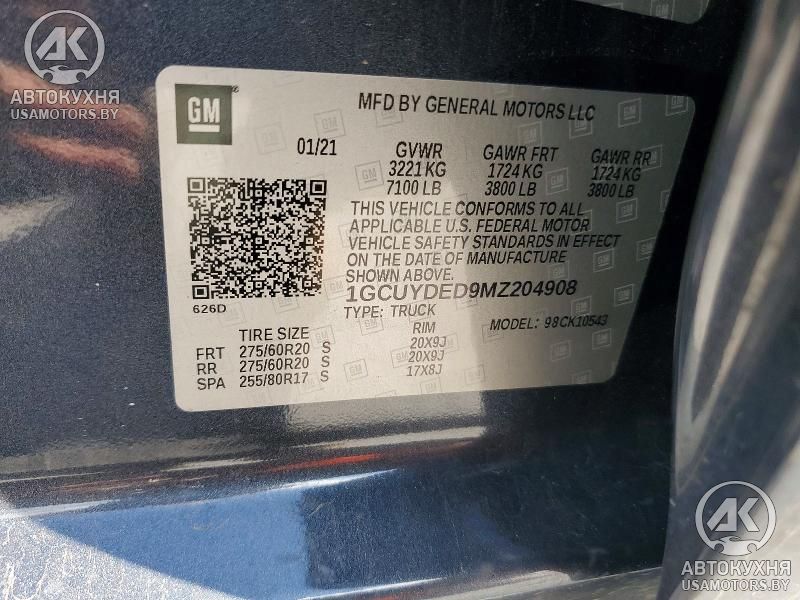 AK
АВТОКУХНЯ
USAMOTORS.BY
GM
MFD BY GENERAL MOTORS LLC
01/21 GVWR GAWR FRT GAWR RR
3221 KG 1724 KG 1724 KG
7100 LB 3800 LB 3800 LB
THIS VEHICLE CONFORMS TO ALL
APPLICABLE U.S. FEDERAL MOTOR
VEHICLE SAFETY STANDARDS IN EFFECT
ON THE DATE OF MANUFACTURE
SHOWN ABOVE.
1GCUYDED9MZ204908
626D
TYPE: TRUCK
MODEL: 98CK10543
TIRE SIZE RIM
FRT 275/60R20 S 20X9J
RR 275/60R20 S 20X9J
SPA 255/80R17 S 17X8J
AK
АВТОКУХНЯ
USAMOTORS.BY